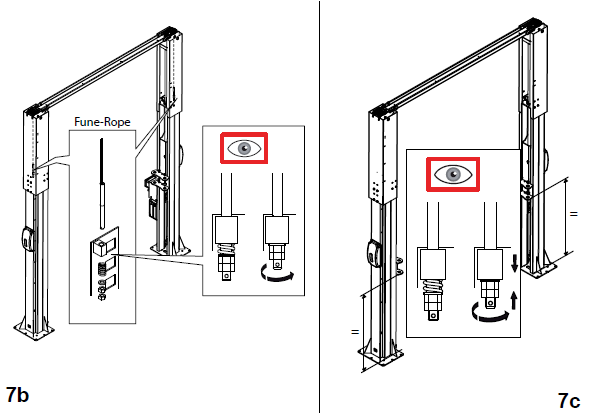 Fune-Rope
=
=
7b
7c